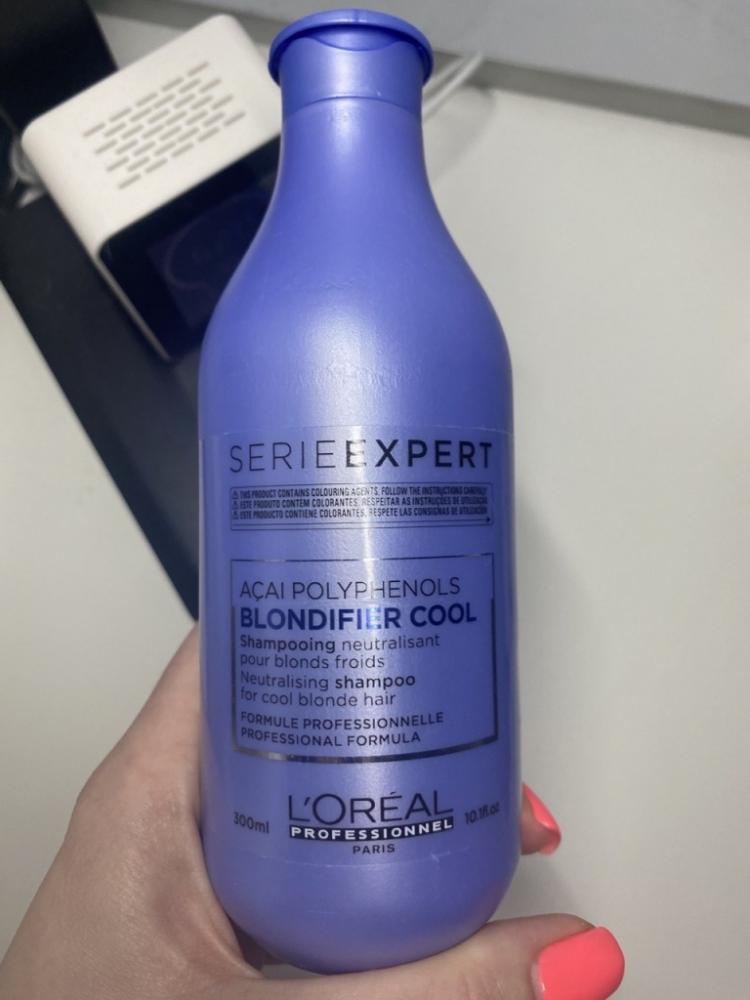 SERIEEXPERT
THIS PRODUCT CONTAINS COLOURING AGENTS, FOLLOW THE INSTRUCTIONS CAREFULLY
ESTE PRODUTO CONTÉM COLORANTES, RESPEITAR AS INSTRUÇÕES DE UTILIZAÇÃO
ESTE PRODUCTO CONTIENE COLORANTES, RESPETE LAS CONSIGNAS DE UTILIZACIÓN
AÇAI POLYPHENOLS
BLONDIFIER COOL
Shampooing neutralisant
pour blonds froids
Neutralising shampoo
for cool blonde hair
FORMULE PROFESSIONNELLE
PROFESSIONAL FORMULA
300ml L'ORÉAL 10.1fl.oz
PROFESSIONNEL
PARIS